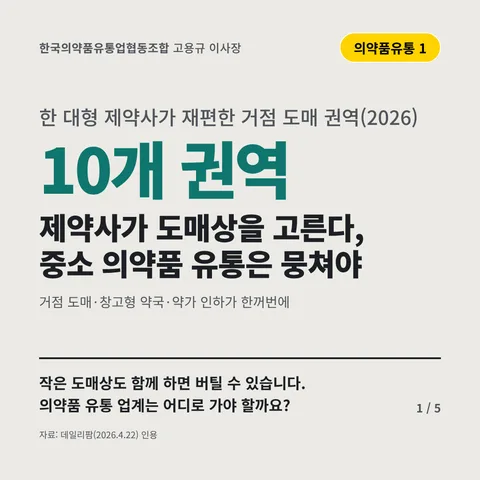 한국의약품유통업협동조합 고용규 이사장
의약품유통 1
한 대형 제약사가 재편한 거점 도매 권역(2026)
10개 권역
제약사가 도매상을 고른다,
중소 의약품 유통은 뭉쳐야
거점 도매·창고형 약국·약가 인하가 한꺼번에
작은 도매상도 함께 하면 버틸 수 있습니다.
의약품 유통 업계는 어디로 가야 할까요?
1 / 5
자료: 데일리팜(2026.4.22) 인용